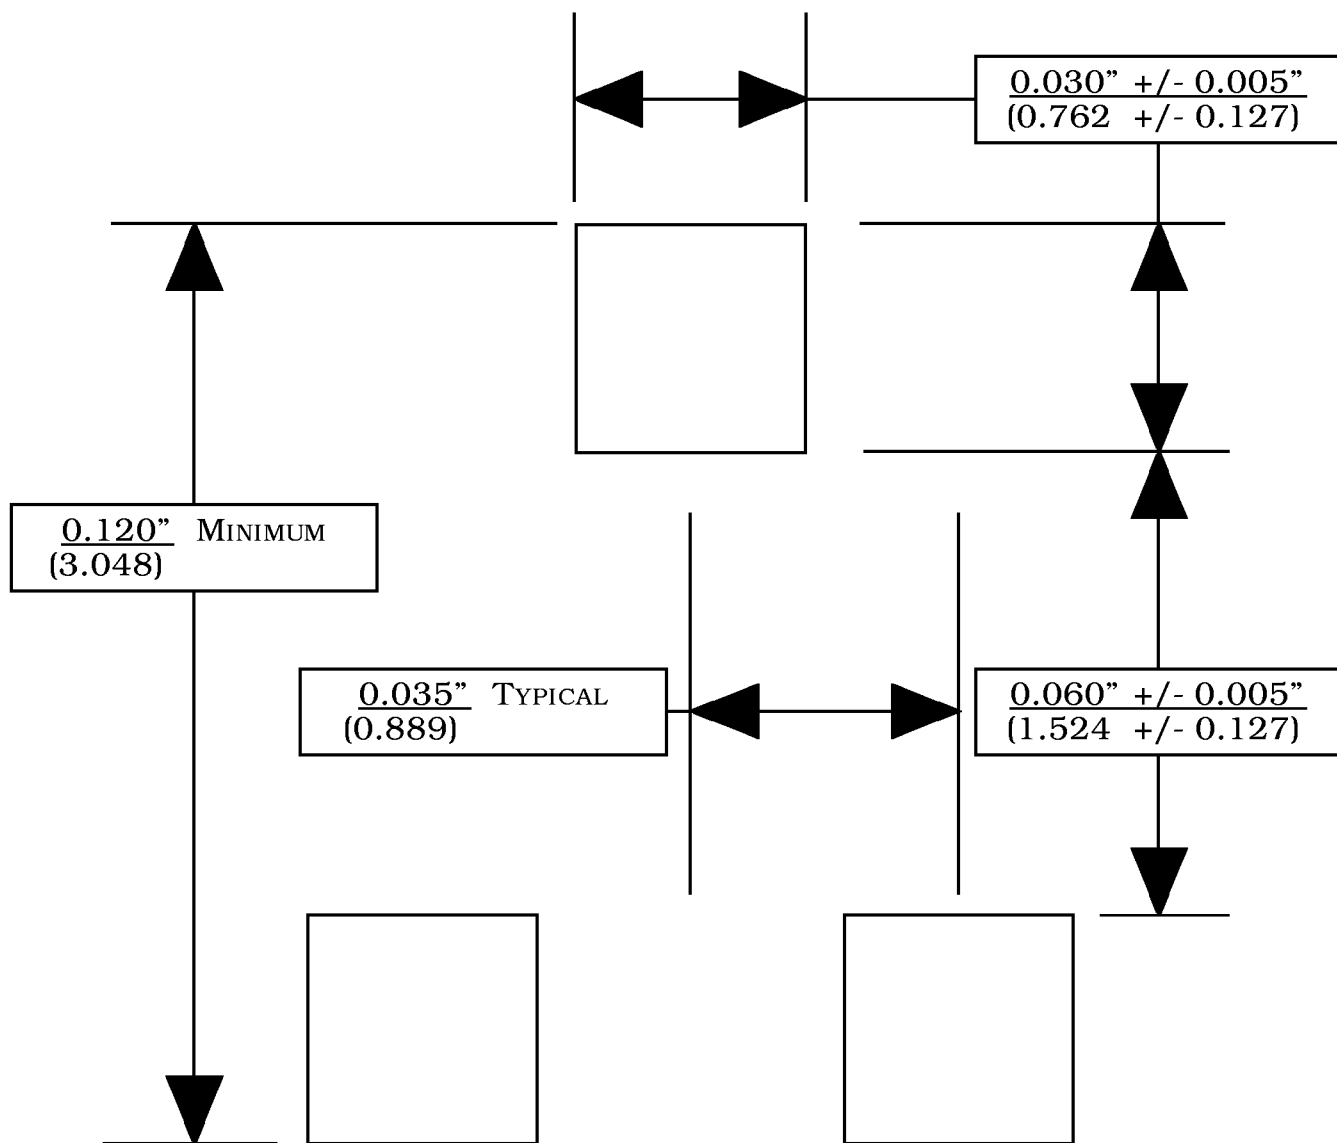 0.030” +/- 0.005”
(0.762 +/- 0.127)
0.120” MINIMUM
(3.048)
0.035” TYPICAL
(0.889)
0.060” +/- 0.005”
(1.524 +/- 0.127)